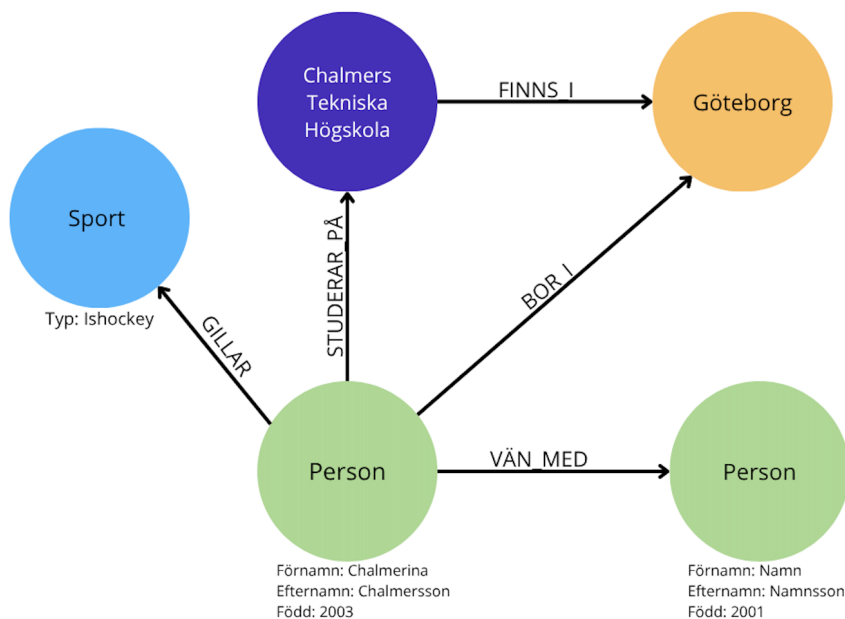 Chalmers
Tekniska
Högskola
FINNS_I
Göteborg
Sport
Typ: Ishockey
GILLAR
STUDERAR_PÅ
BOR_I
Person
VÄN_MED
Person
Förnamn: Chalmerina
Efternamn: Chalmersson
Född: 2003
Förnamn: Namn
Efternamn: Namnsson
Född: 2001